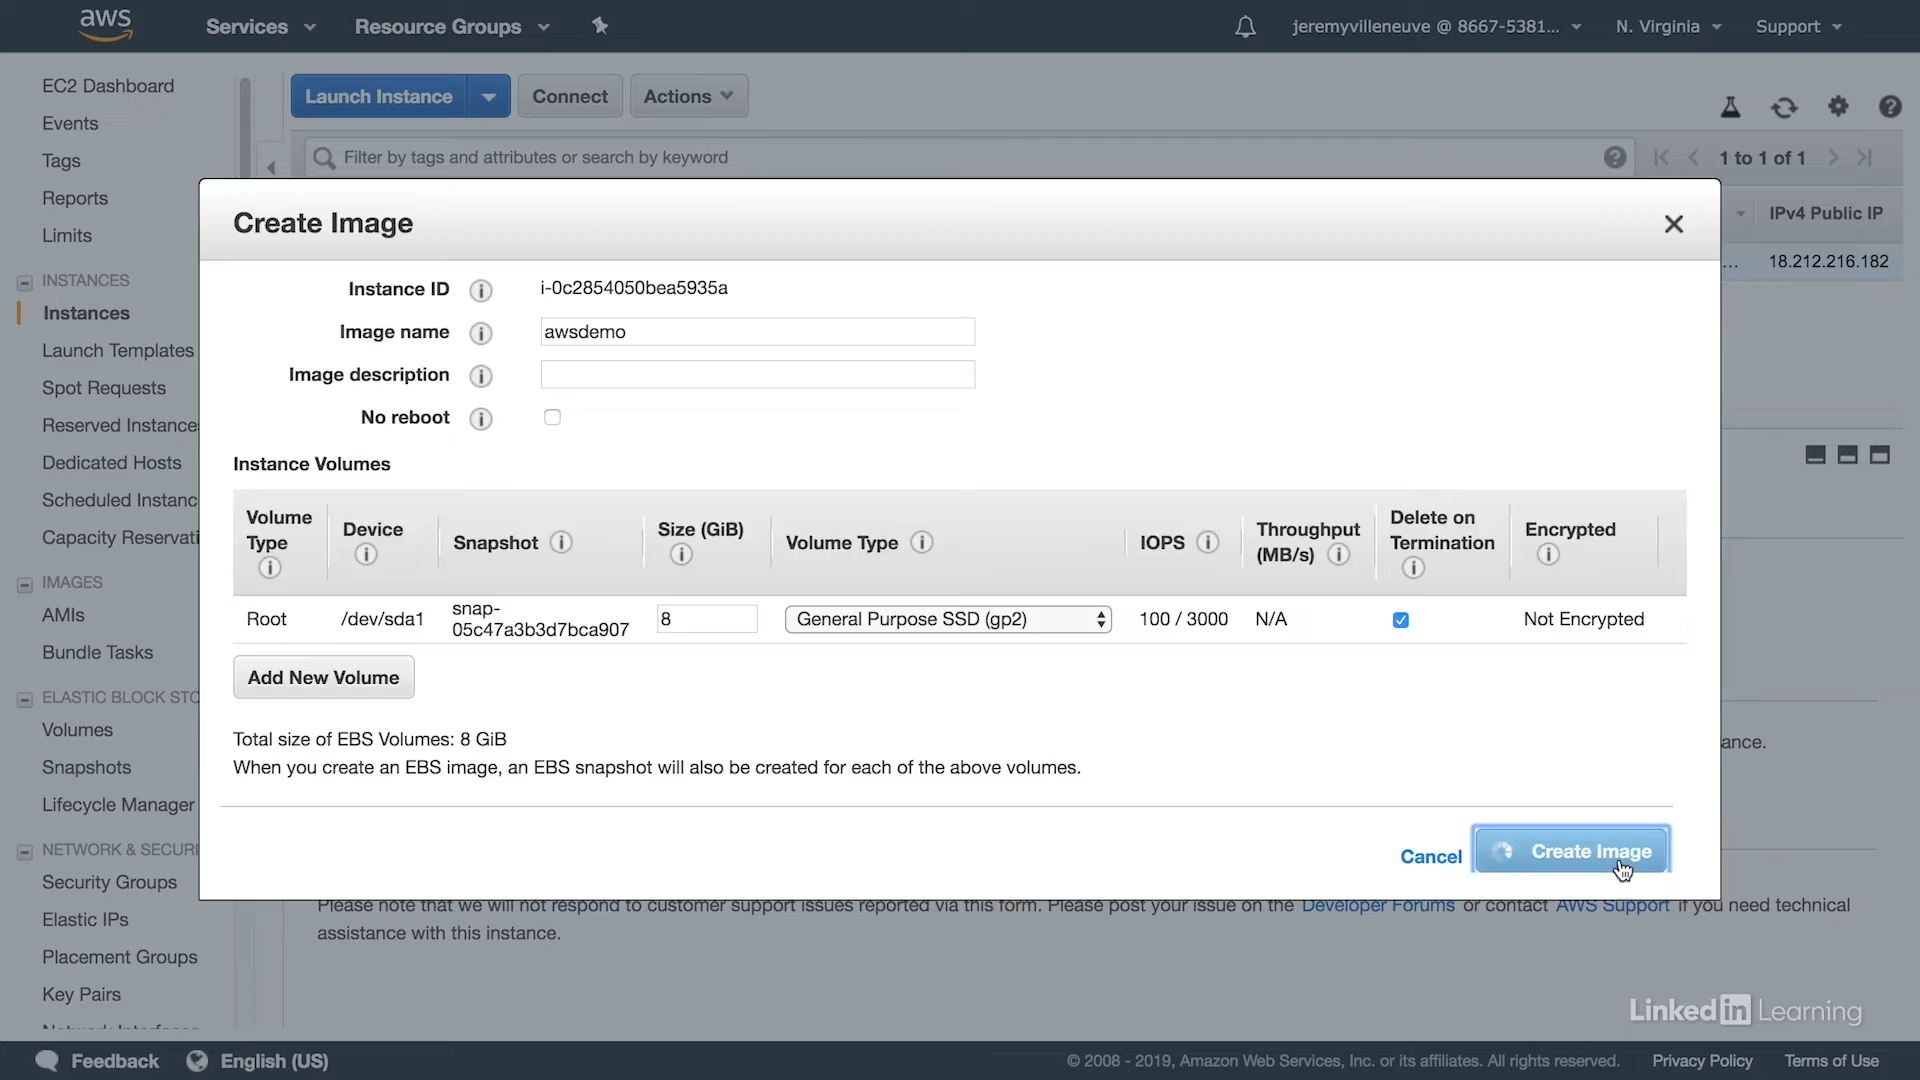 aws
Services
Resource Groups
jeremyvilleneuve @ 8667-5381...
N. Virginia
Support
EC2 Dashboard
Events
Tags
Reports
Limits
INSTANCES
Instances
Launch Templates
Spot Requests
Reserved Instance
Dedicated Hosts
Scheduled Instanc
Capacity Reservati
IMAGES
AMIs
Bundle Tasks
ELASTIC BLOCK STO
Volumes
Snapshots
Lifecycle Manager
NETWORK & SECURI
Security Groups
Elastic IPs
Placement Groups
Key Pairs
Launch Instance
Connect
Actions
Filter by tags and attributes or search by keyword
1 to 1 of 1
IPv4 Public IP
... 18.212.216.182
Create Image
Instance ID i-0c2854050bea5935a
Image name awsdemo
Image description
No reboot
Instance Volumes
Volume Type
Device
Snapshot
Size (GiB)
Volume Type
IOPS
Throughput (MB/s)
Delete on Termination
Encrypted
Root
/dev/sda1
snap-
05c47a3b3d7bca907
8
General Purpose SSD (gp2)
100 / 3000
N/A
Not Encrypted
Add New Volume
Total size of EBS Volumes: 8 GiB
When you create an EBS image, an EBS snapshot will also be created for each of the above volumes.
Cancel
Create Image
ance.
Please note that we will not respond to customer support issues reported via this form. Please post your issue on the Developer Forums or contact AWS Support if you need technical
assistance with this instance.
Linked in Learning
Feedback
English (US)
© 2008 - 2019, Amazon Web Services, Inc. or its affiliates. All rights reserved.
Privacy Policy
Terms of Use